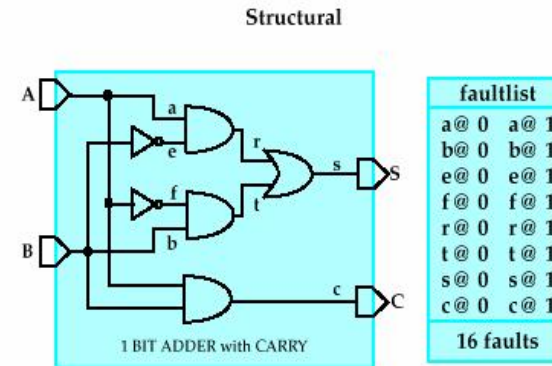 Structural
A
a
e
r
s
S
f
t
B
b
c
C
1 BIT ADDER with CARRY
faultlist
a@ 0 a@ 1
b@ 0 b@ 1
e@ 0 e@ 1
f@ 0 f@ 1
r@ 0 r@ 1
t@ 0 t@ 1
s@ 0 s@ 1
c@ 0 c@ 1
16 faults